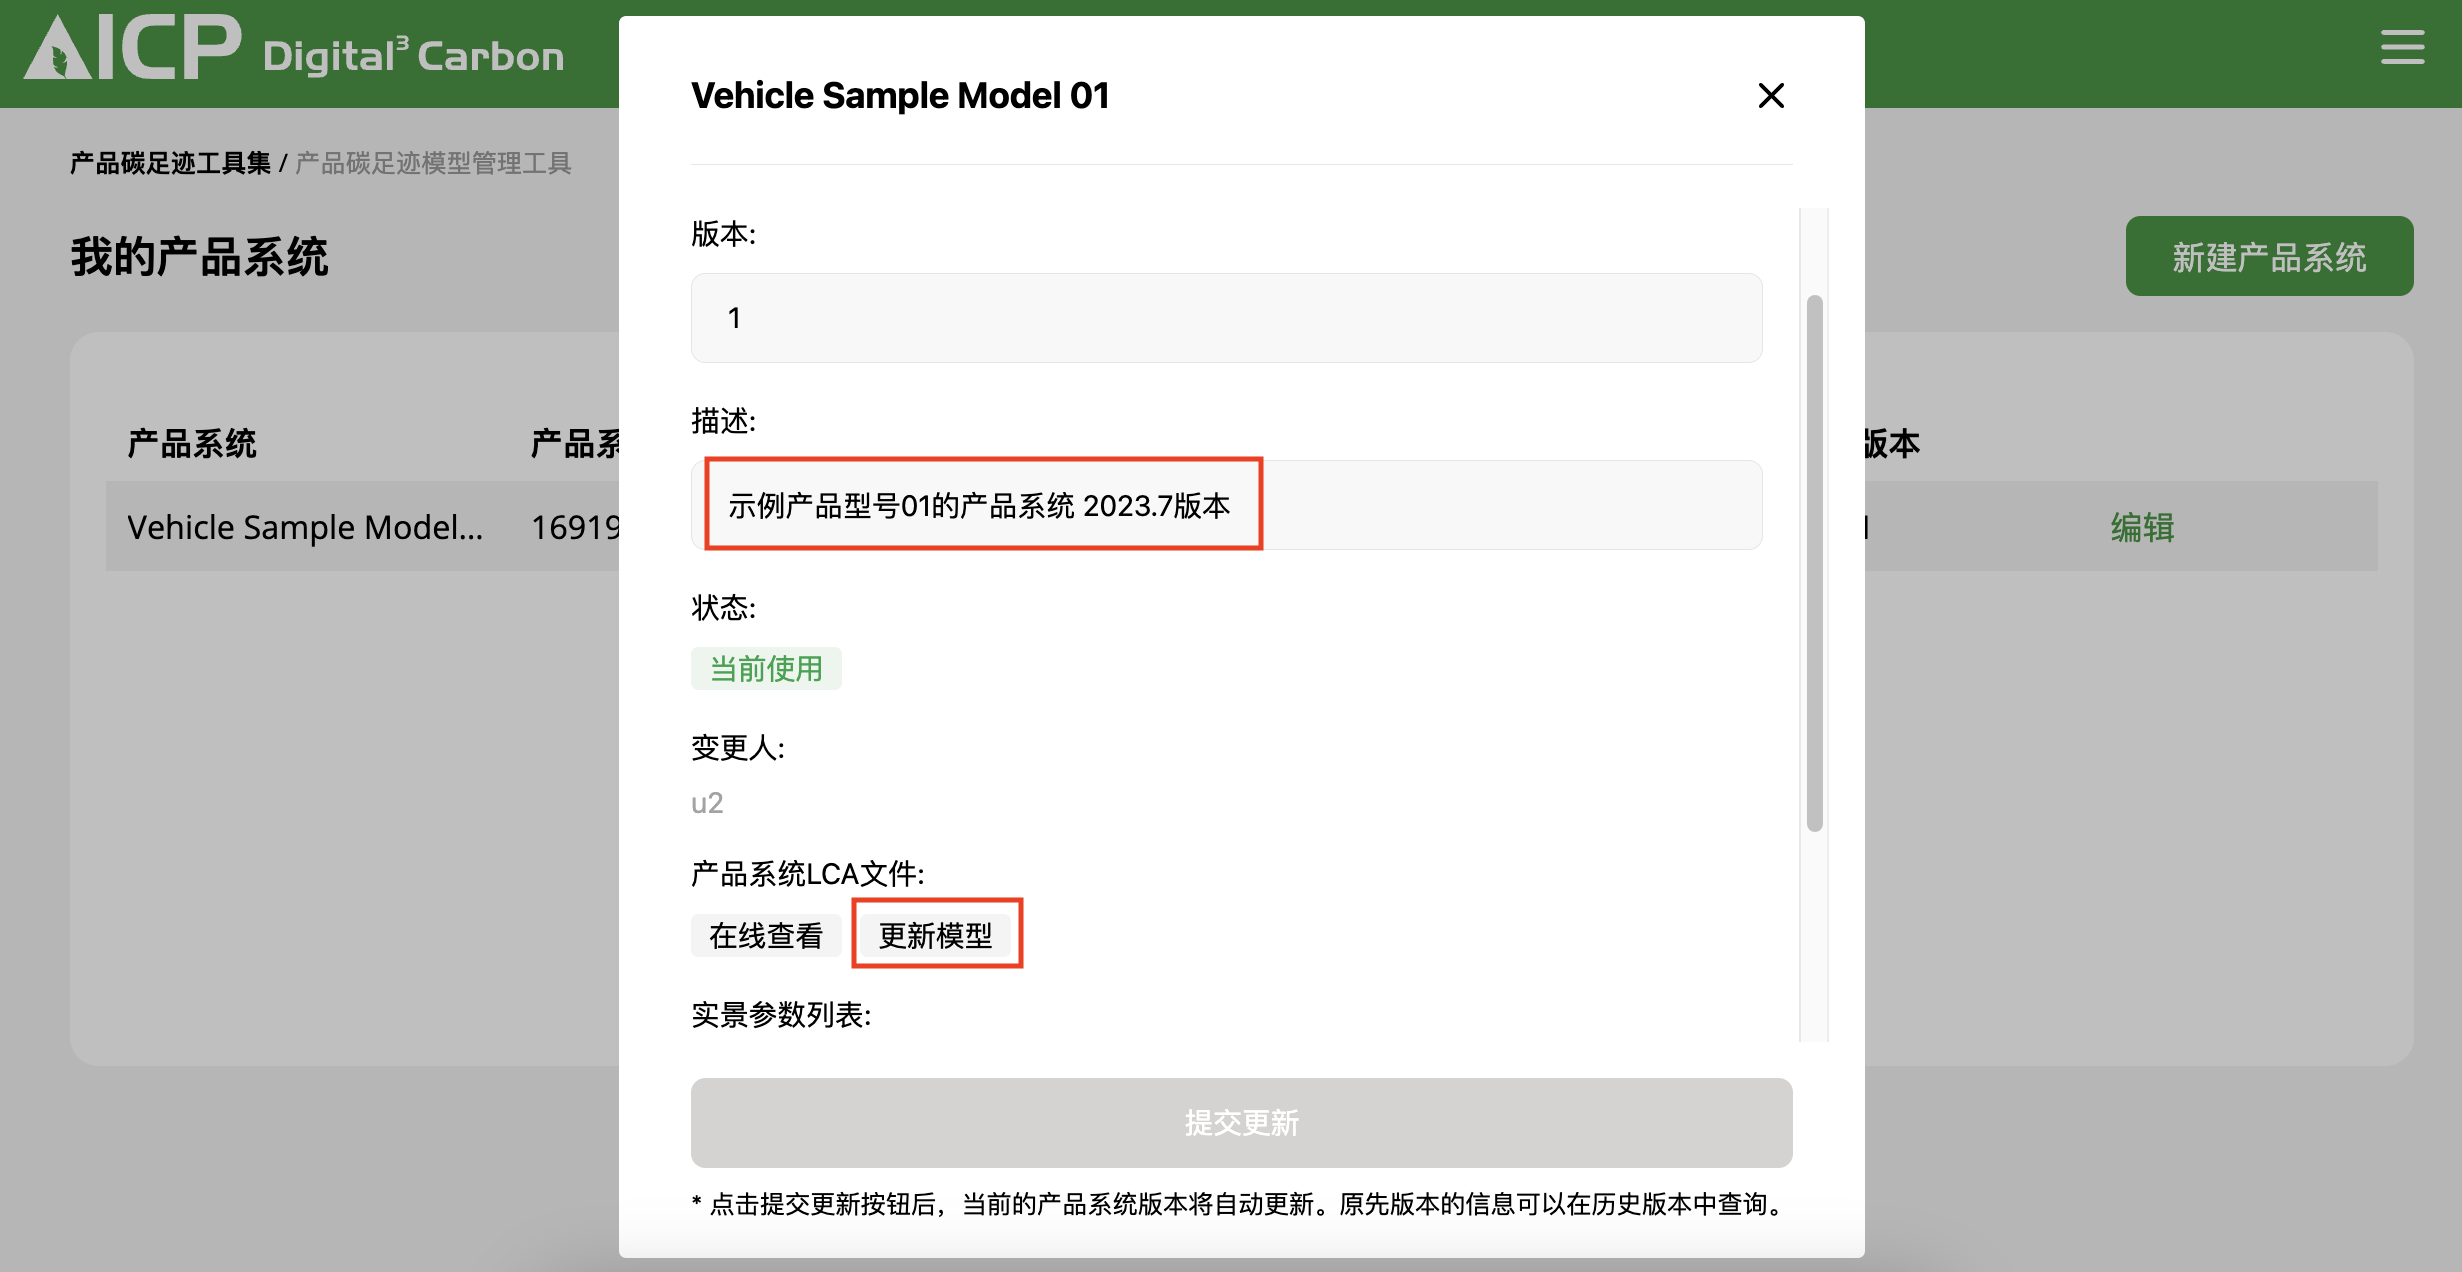 AICP Digital³ Carbon
产品碳足迹工具集 / 产品碳足迹模型管理工具
我的产品系统
新建产品系统
产品系统
产品系
版本
Vehicle Sample Model...
16919
编辑
Vehicle Sample Model 01
版本:
1
描述:
示例产品型号01的产品系统 2023.7版本
状态:
当前使用
变更人:
u2
产品系统LCA文件:
在线查看
更新模型
实景参数列表:
提交更新
* 点击提交更新按钮后，当前的产品系统版本将自动更新。原先版本的信息可以在历史版本中查询。